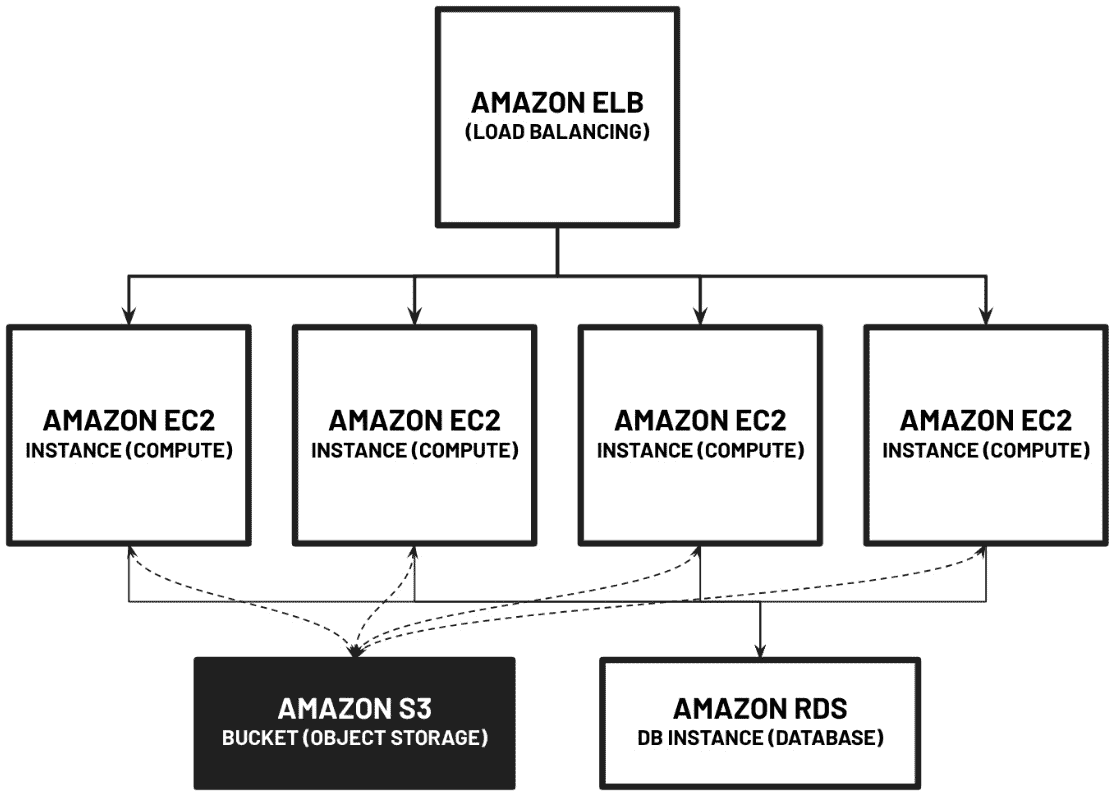 AMAZON ELB
(LOAD BALANCING)
AMAZON EC2
INSTANCE (COMPUTE)
AMAZON EC2
INSTANCE (COMPUTE)
AMAZON EC2
INSTANCE (COMPUTE)
AMAZON EC2
INSTANCE (COMPUTE)
AMAZON S3
BUCKET (OBJECT STORAGE)
AMAZON RDS
DB INSTANCE (DATABASE)